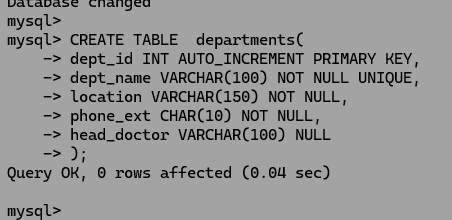 Database changed
mysql>
mysql> CREATE TABLE  departments(
    -> dept_id INT AUTO_INCREMENT PRIMARY KEY,
    -> dept_name VARCHAR(100) NOT NULL UNIQUE,
    -> location VARCHAR(150) NOT NULL,
    -> phone_ext CHAR(10) NOT NULL,
    -> head_doctor VARCHAR(100) NULL
    -> );
Query OK, 0 rows affected (0.04 sec)
mysql>